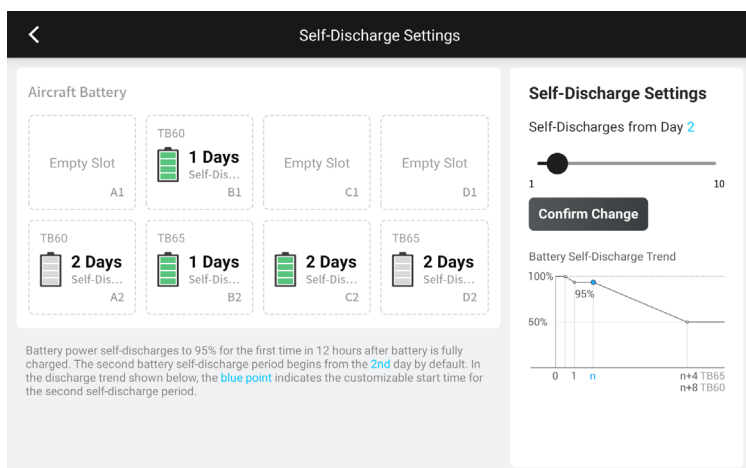 Self-Discharge Settings
Aircraft Battery
Empty Slot
A1
TB60
1 Days
Self-Dis...
B1
Empty Slot
C1
Empty Slot
D1
TB60
2 Days
Self-Dis...
A2
TB65
1 Days
Self-Dis...
B2
2 Days
Self-Dis...
C2
TB65
2 Days
Self-Dis...
D2
Battery power self-discharges to 95% for the first time in 12 hours after battery is fully
charged. The second battery self-discharge period begins from the 2nd day by default. In
the discharge trend shown below, the blue point indicates the customizable start time for
the second self-discharge period.
Self-Discharge Settings
Self-Discharges from Day 2
1 10
Confirm Change
Battery Self-Discharge Trend
100%
95%
50%
0 1 n n+4 TB65
n+8 TB60